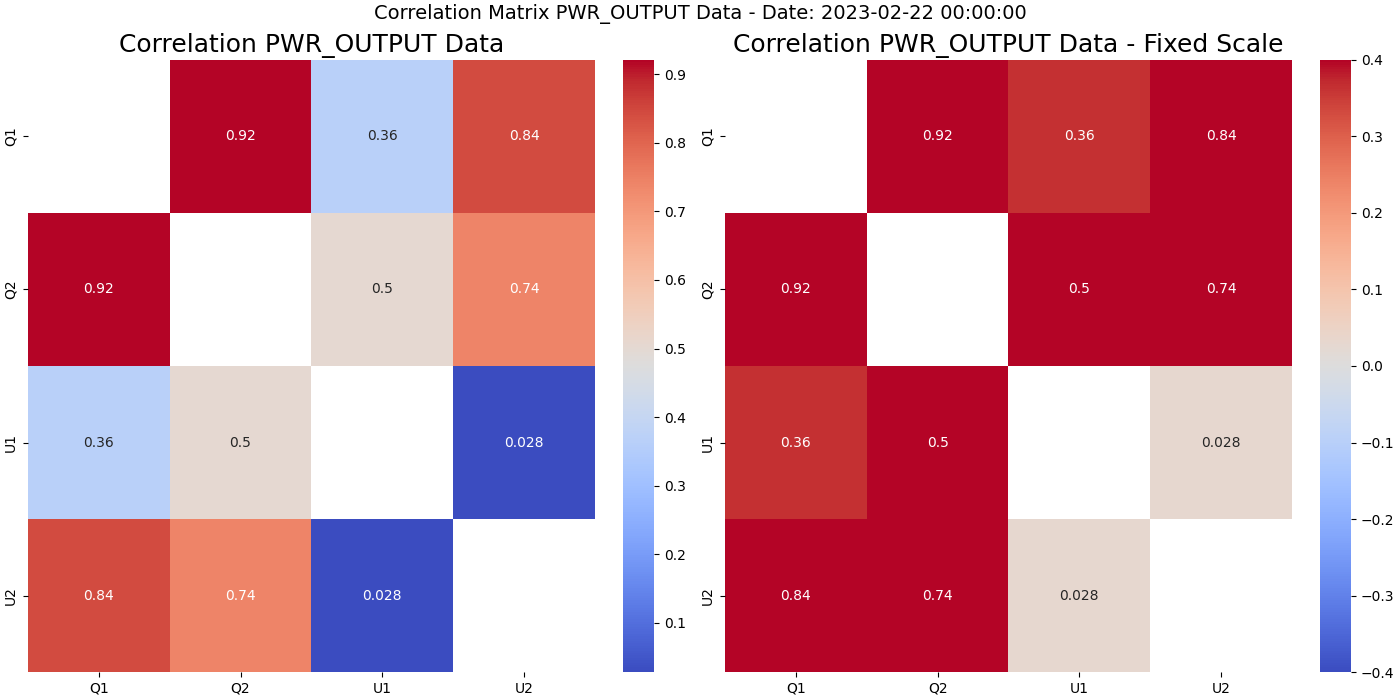 Correlation Matrix PWR_OUTPUT Data - Date: 2023-02-22 00:00:00
Correlation PWR_OUTPUT Data
Q1
0.92
0.36
0.84
Q2
0.92
0.5
0.74
U1
0.36
0.5
0.028
U2
0.84
0.74
0.028
Q1
Q2
U1
U2
0.9
0.8
0.7
0.6
0.5
0.4
0.3
0.2
0.1
Correlation PWR_OUTPUT Data - Fixed Scale
Q1
0.92
0.36
0.84
Q2
0.92
0.5
0.74
U1
0.36
0.5
0.028
U2
0.84
0.74
0.028
Q1
Q2
U1
U2
0.4
0.3
0.2
0.1
0.0
−0.1
−0.2
−0.3
−0.4